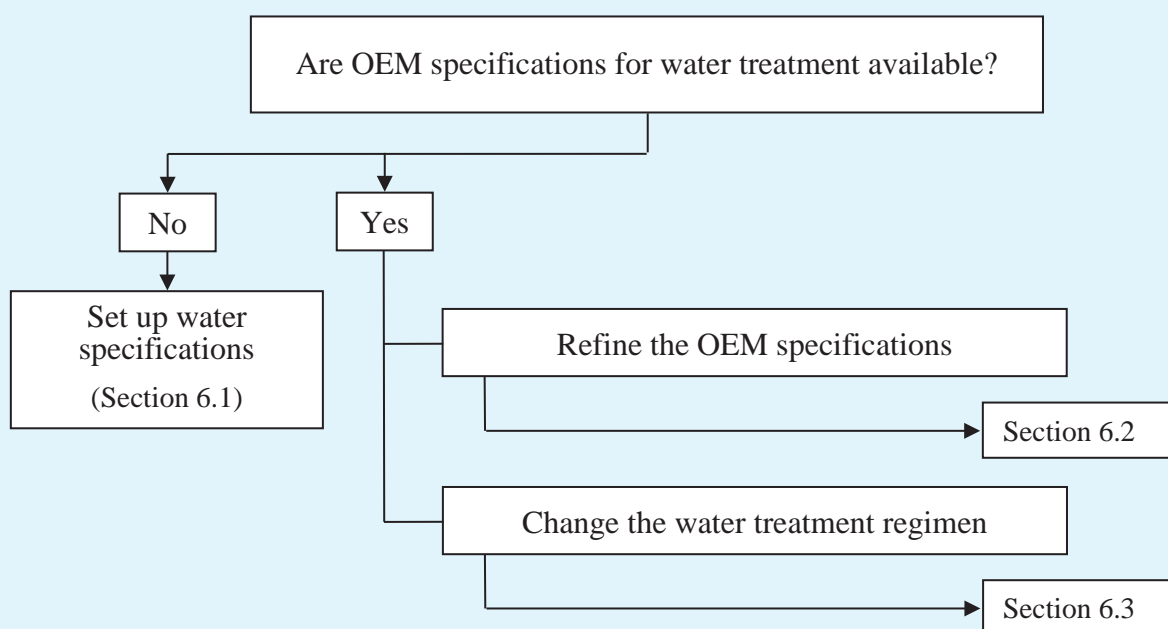 Are OEM specifications for water treatment available?
No
Yes
Set up water
specifications
(Section 6.1)
Refine the OEM specifications
Section 6.2
Change the water treatment regimen
Section 6.3